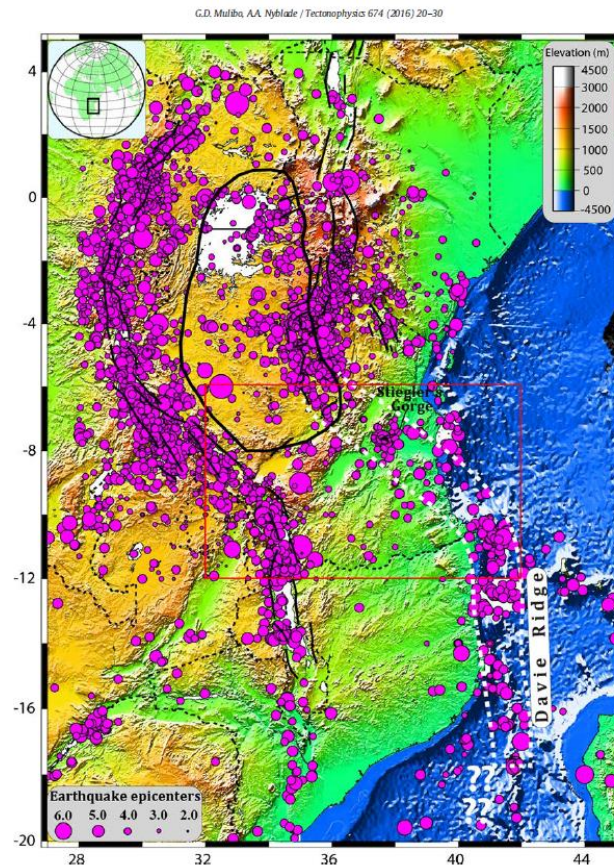 G.D. Mulibo, A.A. Nyblade / Tectonophysics 674 (2016) 20–30
Elevation (m)
4500
3000
2000
1000
500
0
-4500
4
0
-4
-8
-12
-16
-20
Stiegler's
Gorge
Davie Ridge
??
??
Earthquake epicenters
6.0 5.0 4.0 3.0 2.0
28 32 36 40 44